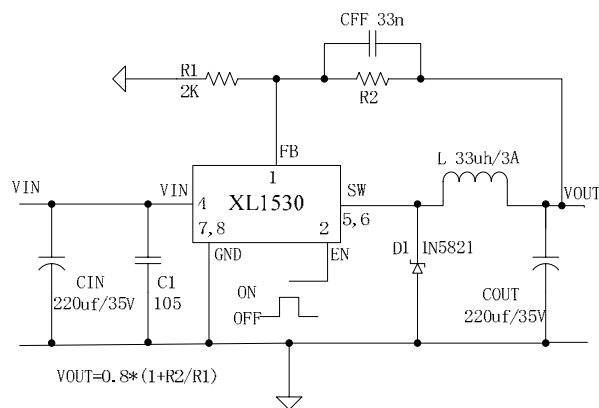 CFF 33n
R1
2K
R2
FB
1
L 33uh/3A
VIN
VIN
4
XL1530
SW
5,6
VOUT
7,8
2
GND
EN
D1
1N5821
CIN
220uf/35V
C1
105
ON
OFF
COUT
220uf/35V
VOUT=0.8*(1+R2/R1)